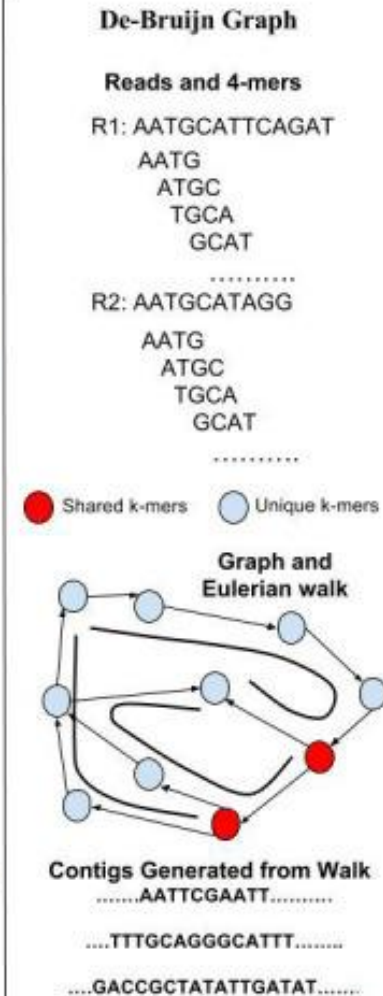 De-Bruijn Graph
Reads and 4-mers
R1: AATGCATTCAGAT
AATG
ATGC
TGCA
GCAT
..........
R2: AATGCATAGG
AATG
ATGC
TGCA
GCAT
..........
Shared k-mers
Unique k-mers
Graph and
Eulerian walk
Contigs Generated from Walk
.......AATTCGAATT..........
....TTTGCAGGGCATTT........
....GACCGCTATATTGATAT.......